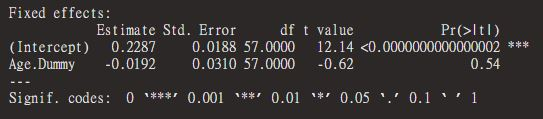 Fixed effects:
Estimate Std. Error df t value Pr(>|t|)
(Intercept) 0.2287 0.0188 57.0000 12.14 <0.0000000000000002 ***
Age.Dummy -0.0192 0.0310 57.0000 -0.62 0.54
---
Signif. codes: 0 ‘***’ 0.001 ‘**’ 0.01 ‘*’ 0.05 ‘.’ 0.1 ‘ ’ 1